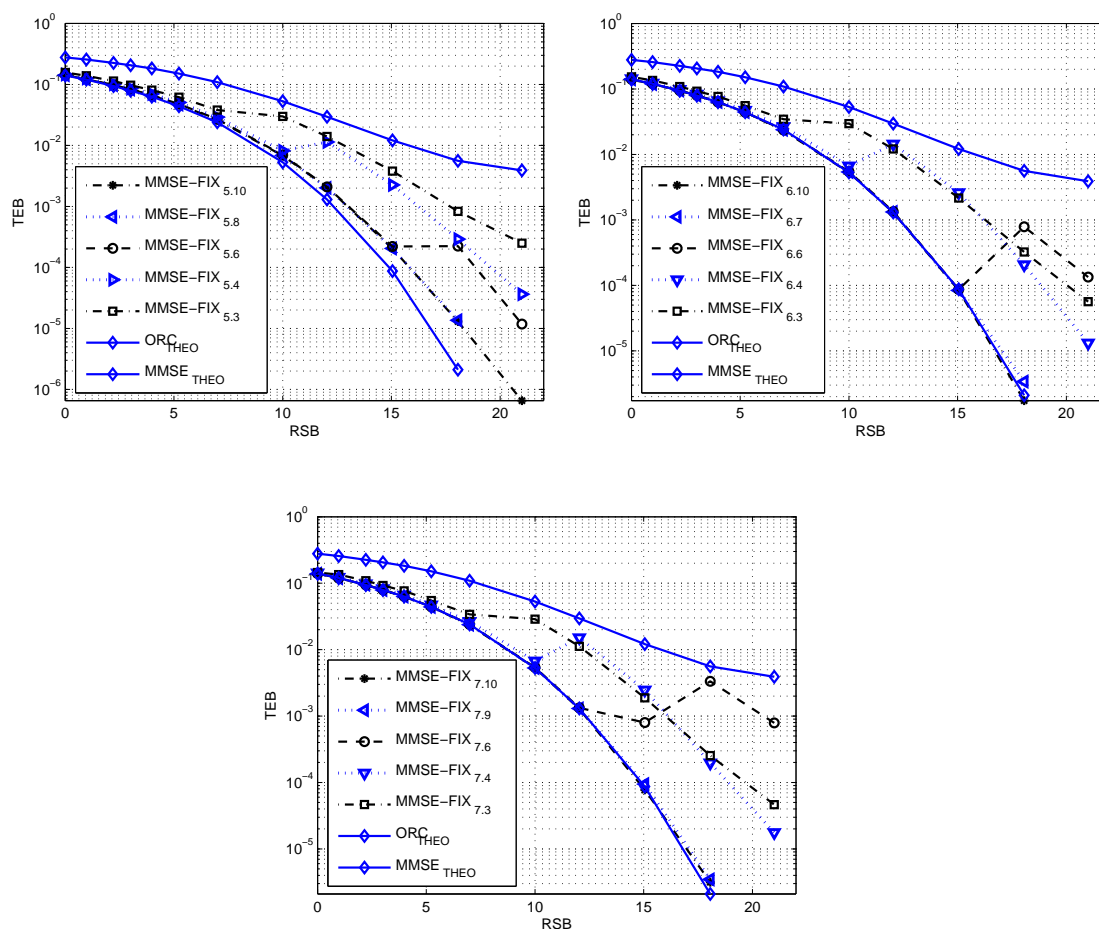 10^0
10^-1
10^-2
10^-3
10^-4
10^-5
10^-6
TEB
MMSE-FIX 5.10
MMSE-FIX 5.8
MMSE-FIX 5.6
MMSE-FIX 5.4
MMSE-FIX 5.3
ORC THEO
MMSE THEO
0 5 10 15 20
RSB
10^0
10^-1
10^-2
10^-3
10^-4
10^-5
TEB
MMSE-FIX 6.10
MMSE-FIX 6.7
MMSE-FIX 6.6
MMSE-FIX 6.4
MMSE-FIX 6.3
ORC THEO
MMSE THEO
0 5 10 15 20
RSB
10^0
10^-1
10^-2
10^-3
10^-4
10^-5
TEB
MMSE-FIX 7.10
MMSE-FIX 7.9
MMSE-FIX 7.6
MMSE-FIX 7.4
MMSE-FIX 7.3
ORC THEO
MMSE THEO
0 5 10 15 20
RSB